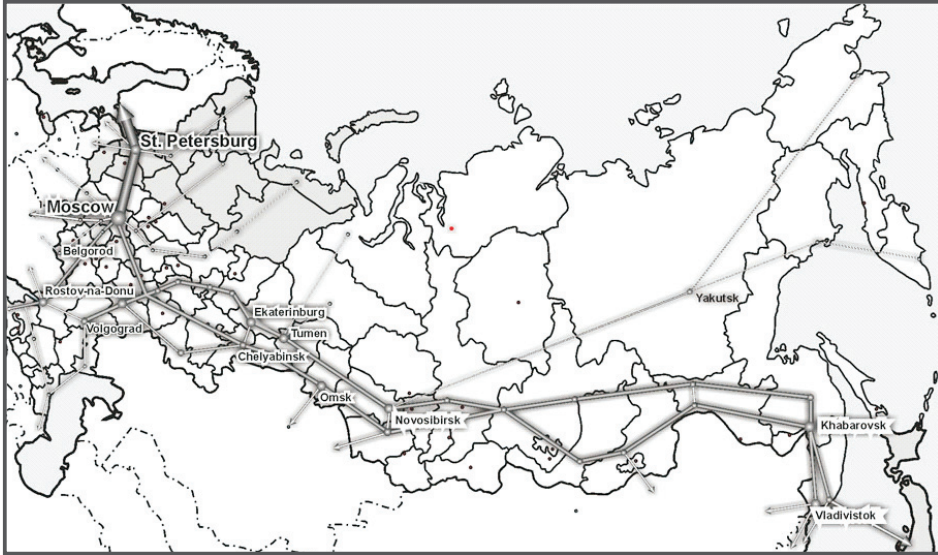 St. Petersburg
Moscow
Belgorod
Rostov-na-Donu
Yakutsk
Ekaterinburg
Volgograd
Tumen
Chelyabinsk
Omsk
Novosibirsk
Khabarovsk
Vladivistok